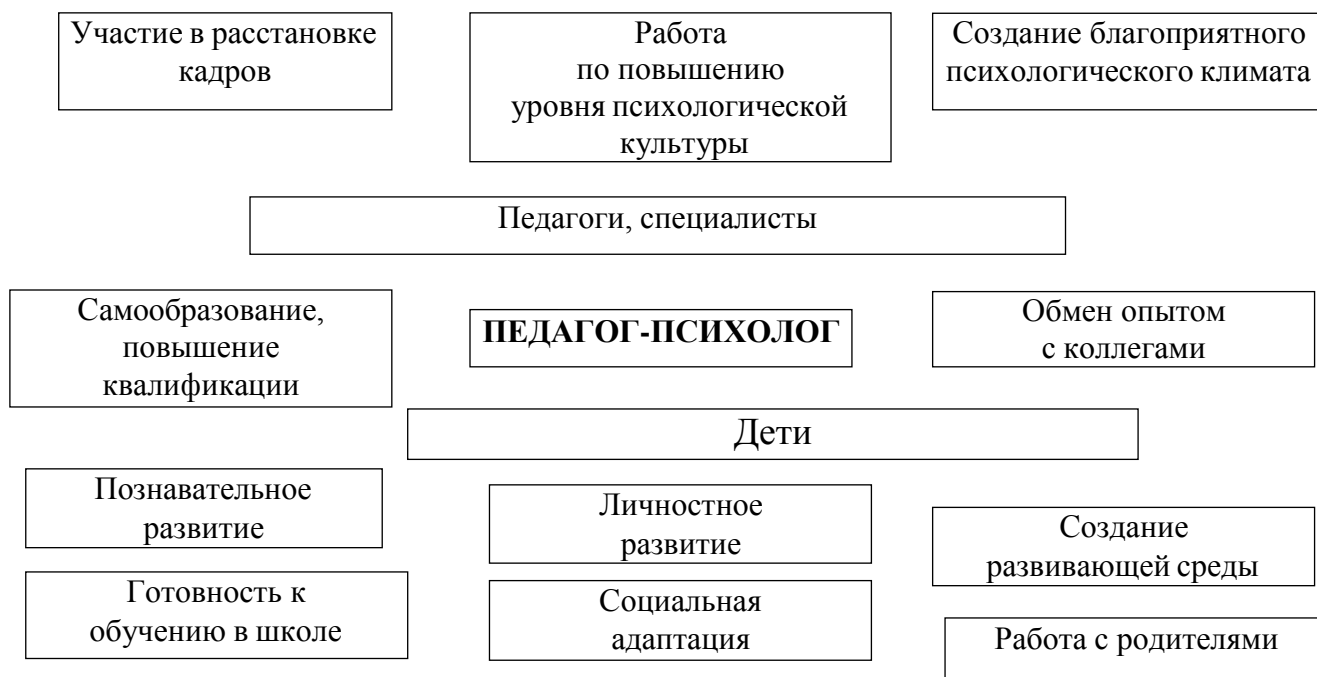 Участие в расстановке
кадров
Работа
по повышению
уровня психологической
культуры
Создание благоприятного
психологического климата
Педагоги, специалисты
Самообразование,
повышение
квалификации
ПЕДАГОГ-ПСИХОЛОГ
Обмен опытом
с коллегами
Дети
Познавательное
развитие
Личностное
развитие
Создание
развивающей среды
Готовность к
обучению в школе
Социальная
адаптация
Работа с родителями